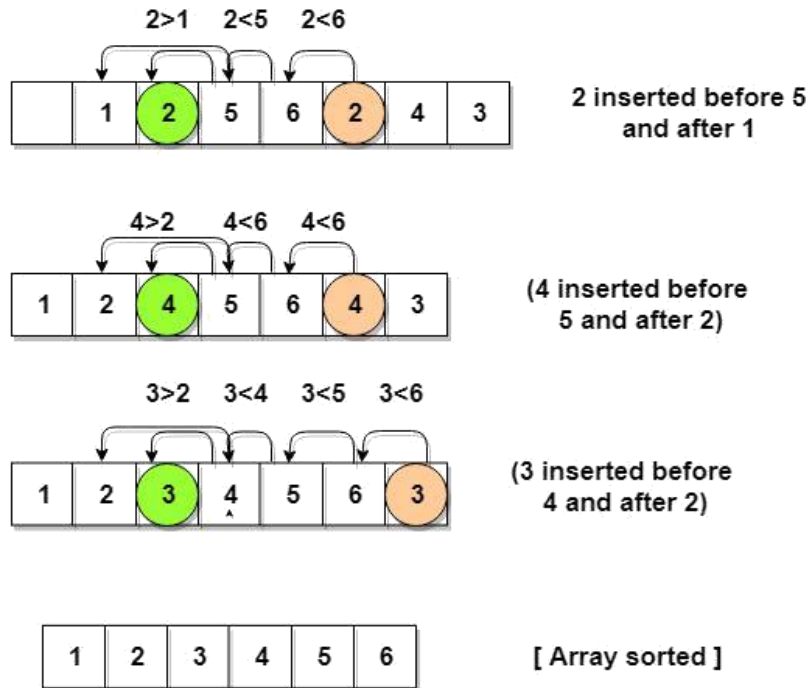 2>1 2<5 2<6
1 2 5 6 2 4 3
2 inserted before 5
and after 1
4>2 4<6 4<6
1 2 4 5 6 4 3
(4 inserted before
5 and after 2)
3>2 3<4 3<5 3<6
1 2 3 4 5 6 3
(3 inserted before
4 and after 2)
1 2 3 4 5 6
[ Array sorted ]